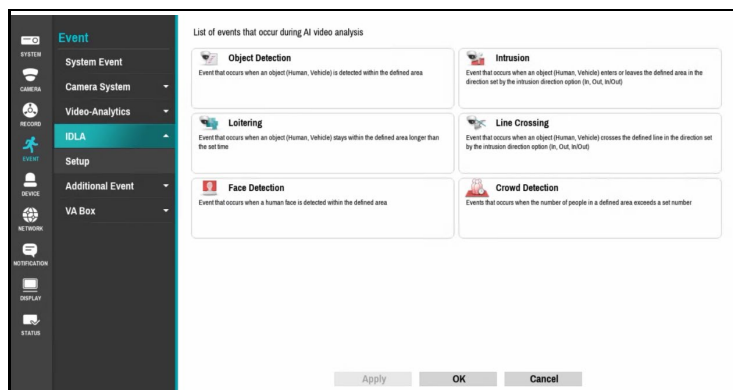 SYSTEM
CAMERA
RECORD
EVENT
DEVICE
NETWORK
NOTIFICATION
DISPLAY
STATUS
Event
System Event
Camera System
Video-Analytics
IDLA
Setup
Additional Event
VA Box
List of events that occur during AI video analysis
Object Detection
Event that occurs when an object (Human, Vehicle) is detected within the defined area
Intrusion
Event that occurs when an object (Human, Vehicle) enters or leaves the defined area in the
direction set by the intrusion direction option (In, Out, In/Out)
Loitering
Event that occurs when an object (Human, Vehicle) stays within the defined area longer than
the set time
Line Crossing
Event that occurs when an object (Human, Vehicle) crosses the defined line in the direction set
by the intrusion direction option (In, Out, In/Out)
Face Detection
Event that occurs when a human face is detected within the defined area
Crowd Detection
Events that occurs when the number of people in a defined area exceeds a set number
Apply
OK
Cancel